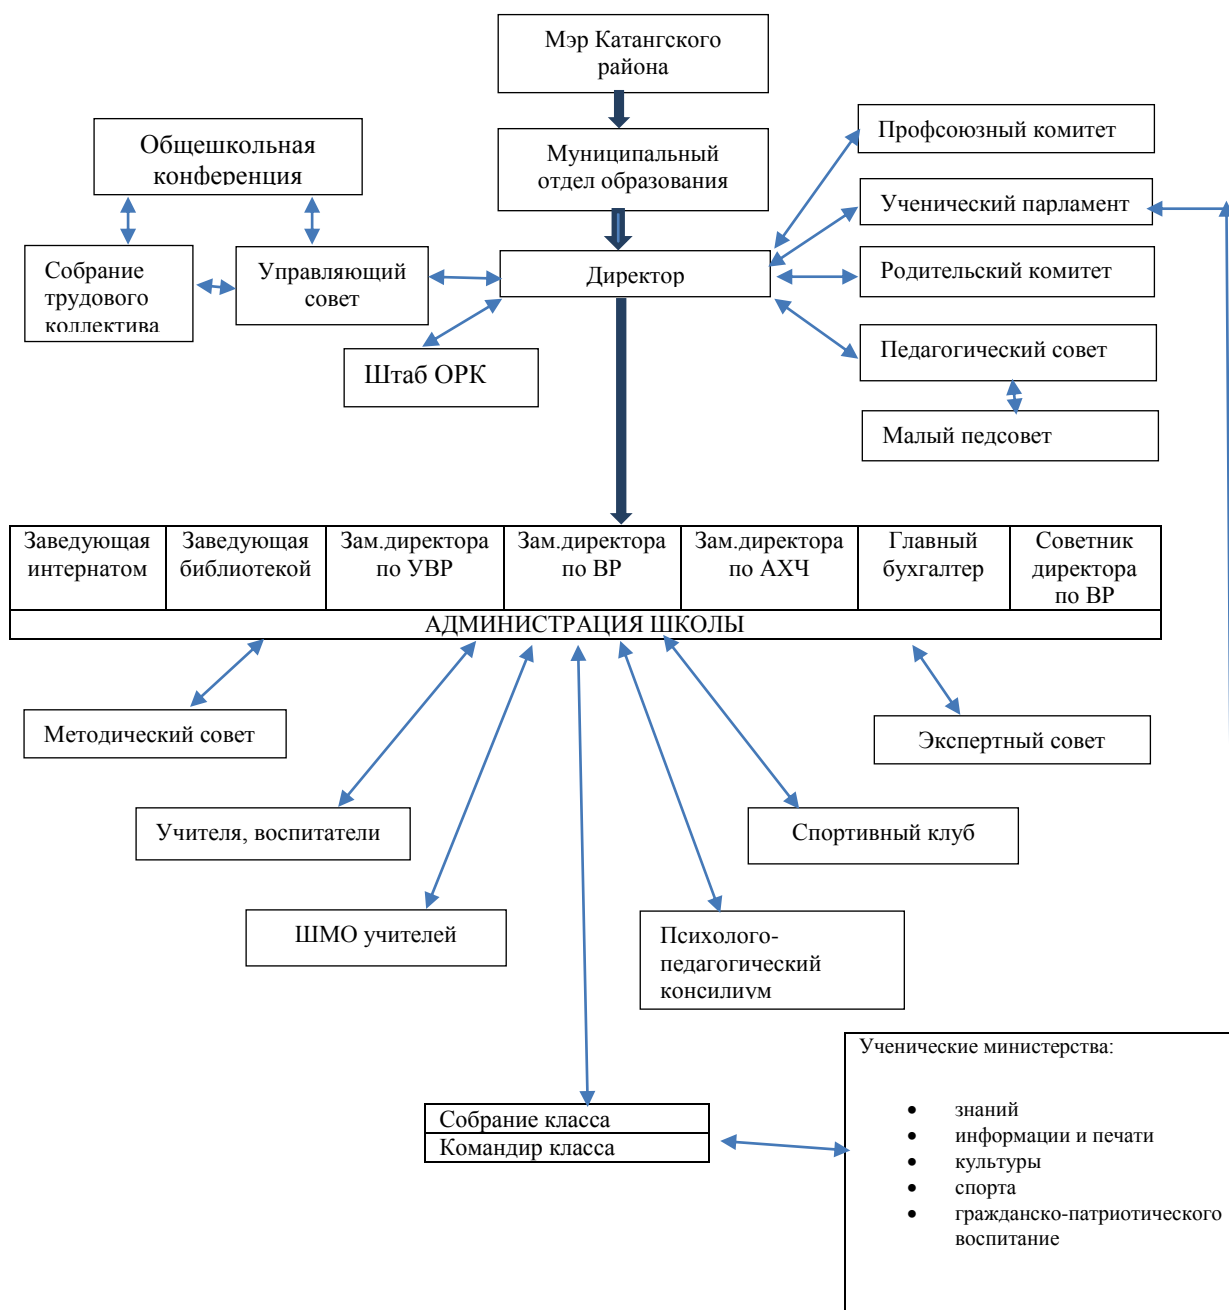 Мэр Катангского
района
Муниципальный
отдел образования
Общешкольная
конференция
Профсоюзный комитет
Ученический парламент
Собрание
трудового
коллектива
Управляющий
совет
Директор
Родительский комитет
Штаб ОРК
Педагогический совет
Малый педсовет
Заведующая
интернатом
Заведующая
библиотекой
Зам.директора
по УВР
Зам.директора
по ВР
Зам.директора
по АХЧ
Главный
бухгалтер
Советник
директора
по ВР
АДМИНИСТРАЦИЯ ШКОЛЫ
Методический совет
Экспертный совет
Учителя, воспитатели
Спортивный клуб
ШМО учителей
Психолого-
педагогический
консилиум
Собрание класса
Командир класса
Ученические министерства:
• знаний
• информации и печати
• культуры
• спорта
• гражданско-патриотического
воспитание